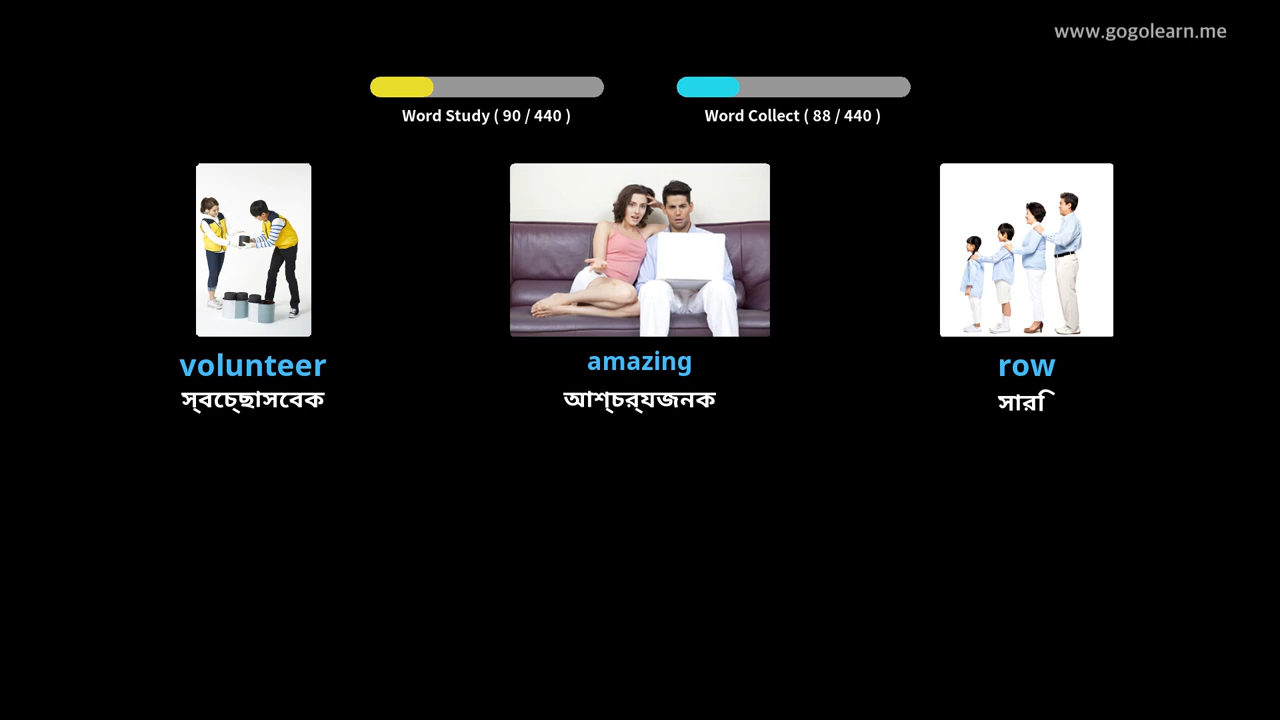 www.gogolearn.me
Word Study ( 90 / 440 )
Word Collect ( 88 / 440 )
volunteer
স্বেচ্ছাসেবক
amazing
আশ্চর্যজনক
row
সারি